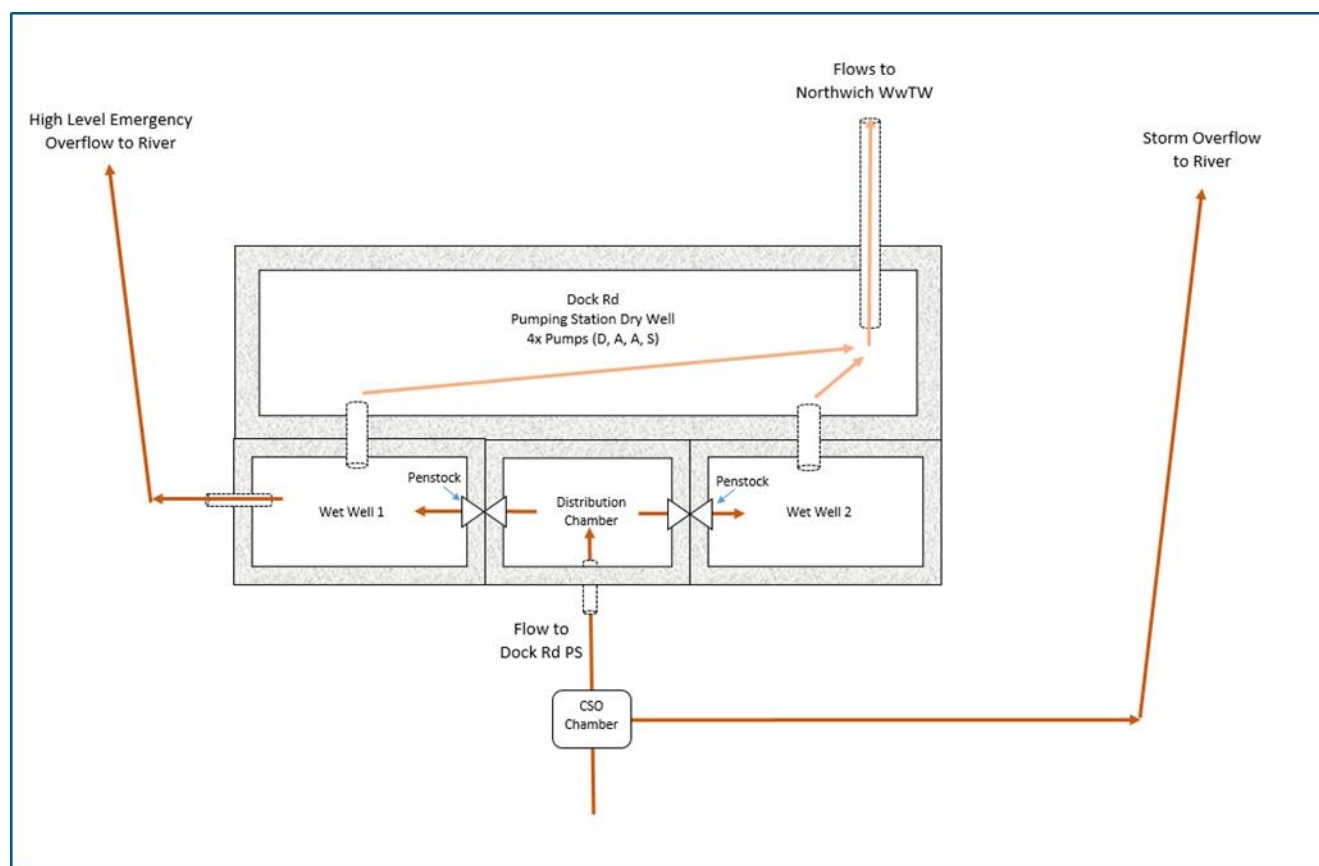 Flows to
Northwich WwTW
High Level Emergency
Overflow to River
Storm Overflow
to River
Dock Rd
Pumping Station Dry Well
4x Pumps (D, A, A, S)
Penstock
Penstock
Wet Well 1
Distribution
Chamber
Wet Well 2
Flow to
Dock Rd PS
CSO
Chamber